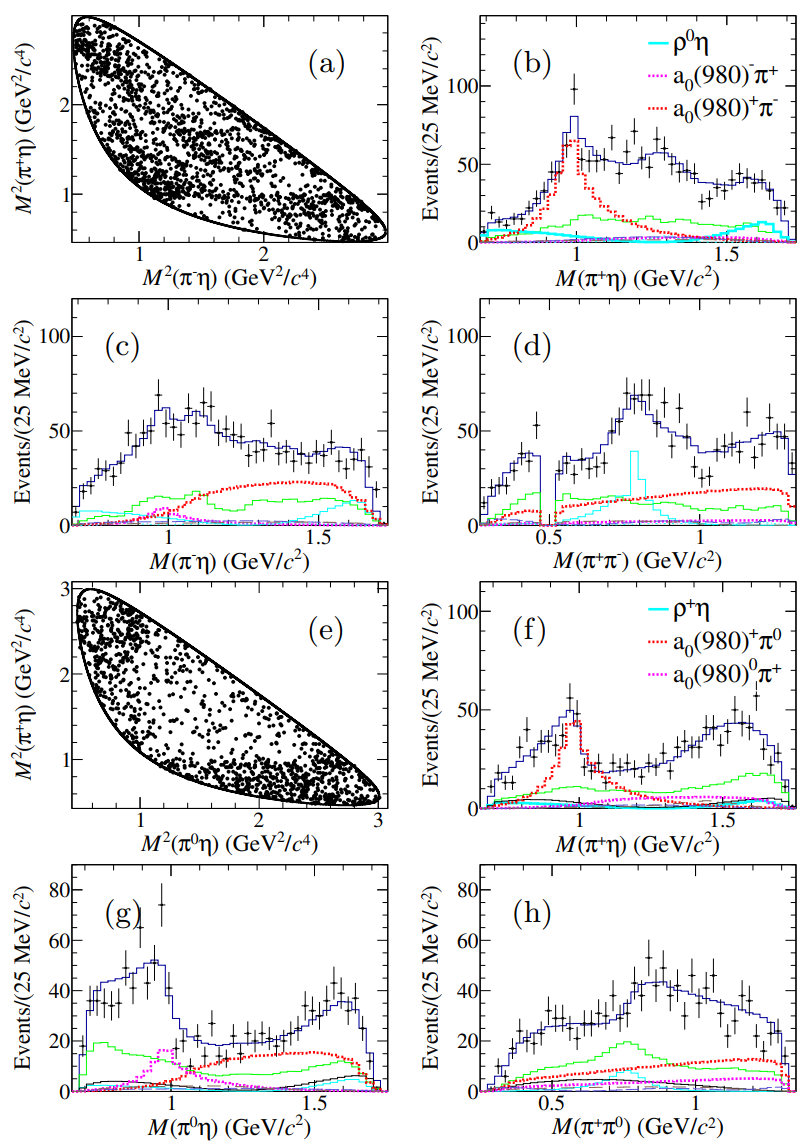 (a)
M²(π⁺η) (GeV²/c⁴)
2
1
1 2
M²(π⁻η) (GeV²/c⁴)
(b)
ρ⁰η
a₀(980)⁻π⁺
a₀(980)⁺π⁻
Events/(25 MeV/c²)
100
50
0
1 1.5
M(π⁺η) (GeV/c²)
(c)
Events/(25 MeV/c²)
100
50
0
1 1.5
M(π⁻η) (GeV/c²)
(d)
Events/(25 MeV/c²)
100
50
0
0.5 1
M(π⁺π⁻) (GeV/c²)
(e)
M²(π⁺η) (GeV²/c⁴)
3
2
1
1 2 3
M²(π⁰η) (GeV²/c⁴)
(f)
ρ⁺η
a₀(980)⁺π⁰
a₀(980)⁰π⁺
Events/(25 MeV/c²)
100
50
0
1 1.5
M(π⁺η) (GeV/c²)
(g)
Events/(25 MeV/c²)
80
60
40
20
0
1 1.5
M(π⁰η) (GeV/c²)
(h)
Events/(25 MeV/c²)
80
60
40
20
0
0.5 1
M(π⁺π⁰) (GeV/c²)